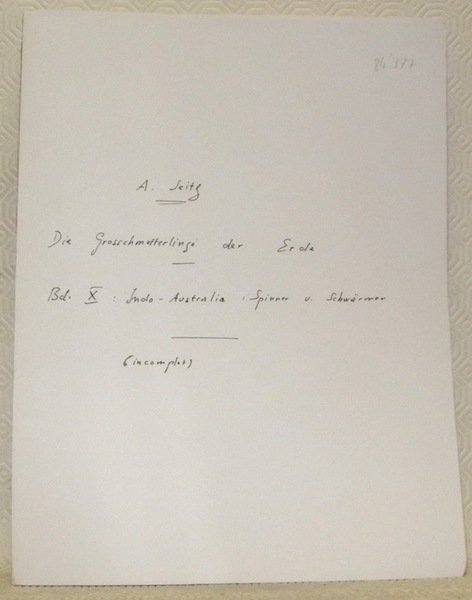 84'377
A. Seitz
Die Grosschmetterlinge der Erde
Bd. X : Indo-Australia, Spinner u. Schwärmer
(incomplet)